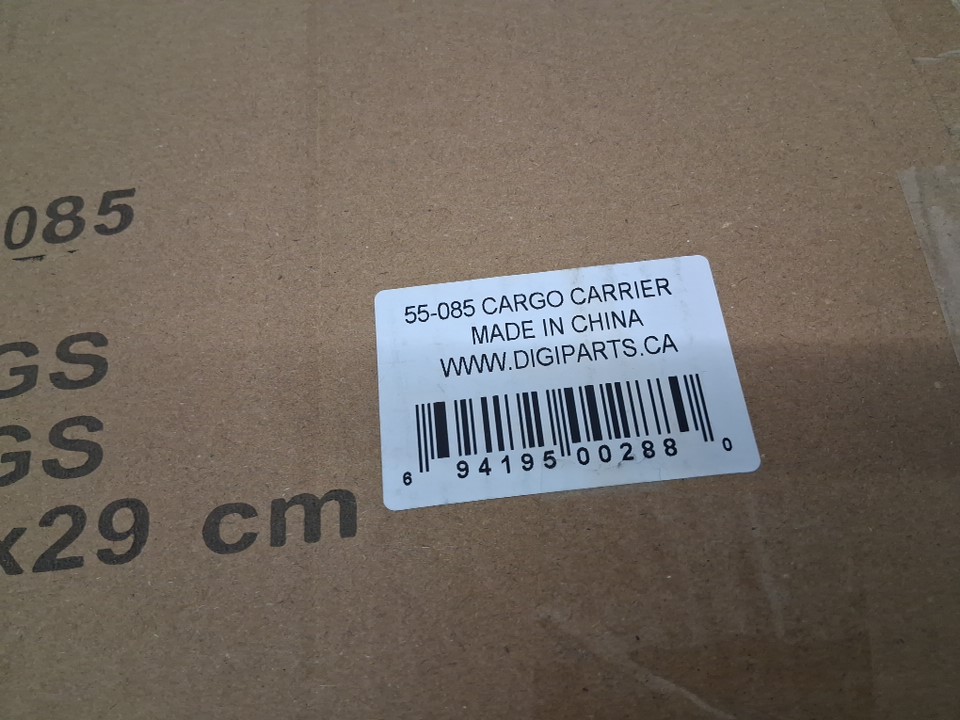 085
GS
GS
x29 cm
55-085 CARGO CARRIER
MADE IN CHINA
WWW.DIGIPARTS.CA
6 94195 00288 0